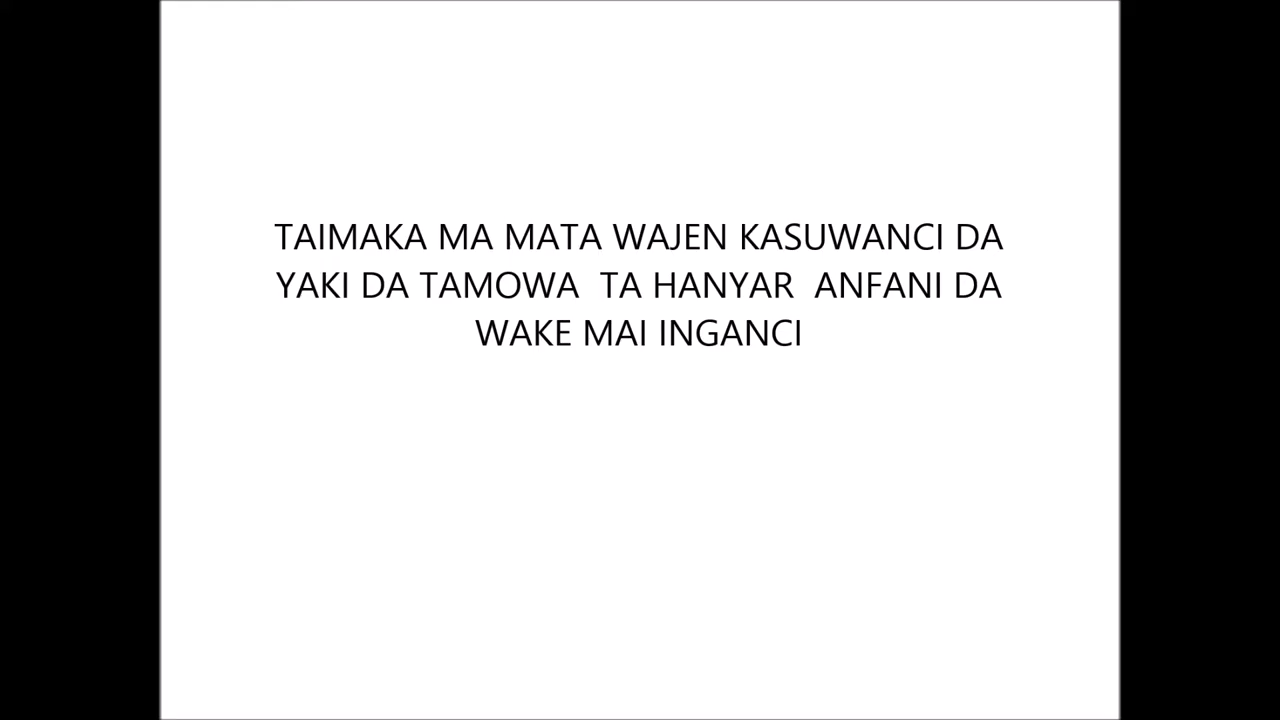 TAIMAKA MA MATA WAJEN KASUWANCI DA
YAKI DA TAMOWA  TA HANYAR  ANFANI DA
WAKE MAI INGANCI